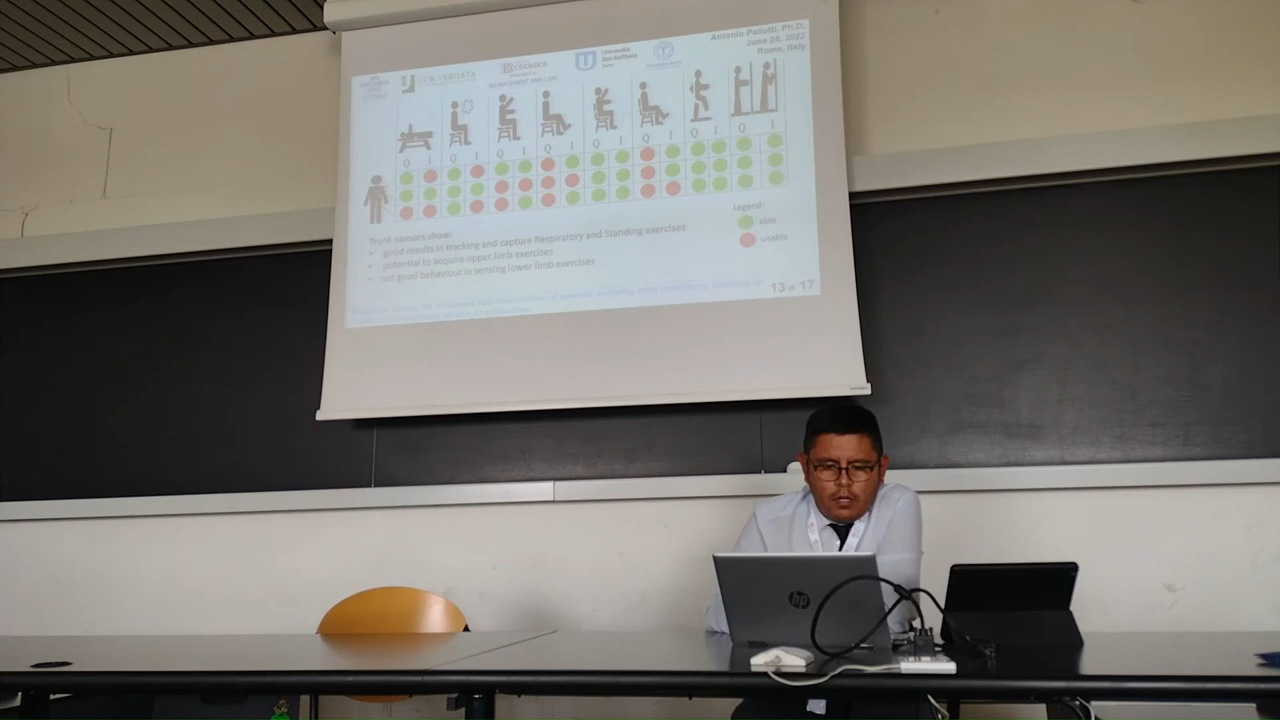 Antonio Pallotti, Ph.D.
June 28, 2022
Rome, Italy
TOR VERGATA
ECONOMICS
MANAGEMENT AND LAW
Università
San Raffaele
Roma
Q I Q I Q I Q I Q I Q I Q I Q I
Legend:
able
unable
Trunk sensors show:
• good results in tracking and capture Respiratory and Standing exercises
• potential to acquire upper limb exercises
• not good behaviour in sensing lower limb exercises
13 o 17
hp